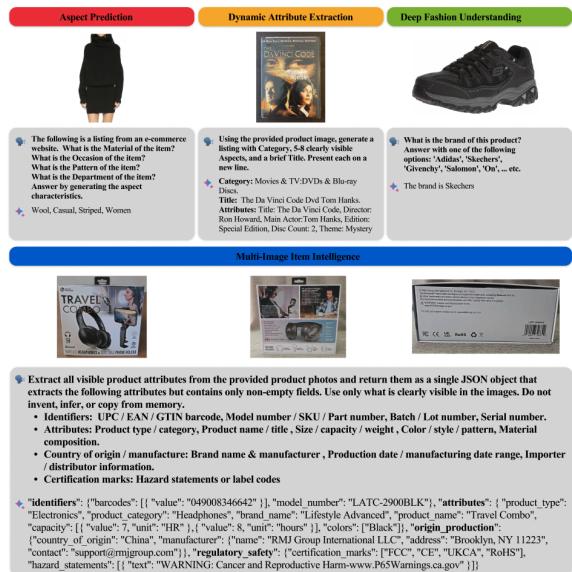 Aspect Prediction
Dynamic Attribute Extraction
Deep Fashion Understanding
THE
DA VINCI CODE
The following is a listing from an e-commerce
website. What is the Material of the item?
What is the Occasion of the item?
What is the Pattern of the item?
What is the Department of the item?
Answer by generating the aspect
characteristics.
Wool, Casual, Striped, Women
Using the provided product image, generate a
listing with Category, 5-8 clearly visible
Aspects, and a brief Title. Present each on a
new line.
Category: Movies & TV:DVDs & Blu-ray
Discs.
Title: The Da Vinci Code Dvd Tom Hanks.
Attributes: Title: The Da Vinci Code, Director:
Ron Howard, Main Actor:Tom Hanks, Edition:
Special Edition, Disc Count: 2, Theme: Mystery
What is the brand of this product?
Answer with one of the following
options: 'Adidas', 'Skechers',
'Givenchy', 'Salomon', 'On', ... etc.
The brand is Skechers
Multi-Image Item Intelligence
TRAVEL
COMBO
HEADPHONES & PHONE HOLDER
RoHS
Extract all visible product attributes from the provided product photos and return them as a single JSON object that
extracts the following attributes but contains only non-empty fields. Use only what is clearly visible in the images. Do not
invent, infer, or copy from memory.
• Identifiers: UPC / EAN / GTIN barcode, Model number / SKU / Part number, Batch / Lot number, Serial number.
• Attributes: Product type / category, Product name / title , Size / capacity / weight , Color / style / pattern, Material
composition.
• Country of origin / manufacture: Brand name & manufacturer , Production date / manufacturing date range, Importer
/ distributor information.
• Certification marks: Hazard statements or label codes
"identifiers": {"barcodes": [{ "value": "049008346642" }], "model_number": "LATC-2900BLK"}, "attributes": { "product_type":
"Electronics", "product_category": "Headphones", "brand_name": "Lifestyle Advanced", "product_name": "Travel Combo",
"capacity": [{ "value": 7, "unit": "HR" },{ "value": 8, "unit": "hours" }], "colors": ["Black"]}, "origin_production":
{"country_of_origin": "China", "manufacturer": {"name": "RMJ Group International LLC", "address": "Brooklyn, NY 11223",
"contact": "support@rmjgroup.com"}}, "regulatory_safety": {"certification_marks": ["FCC", "CE", "UKCA", "RoHS"],
"hazard_statements": [{ "text": "WARNING: Cancer and Reproductive Harm-www.P65Warnings.ca.gov" }]}